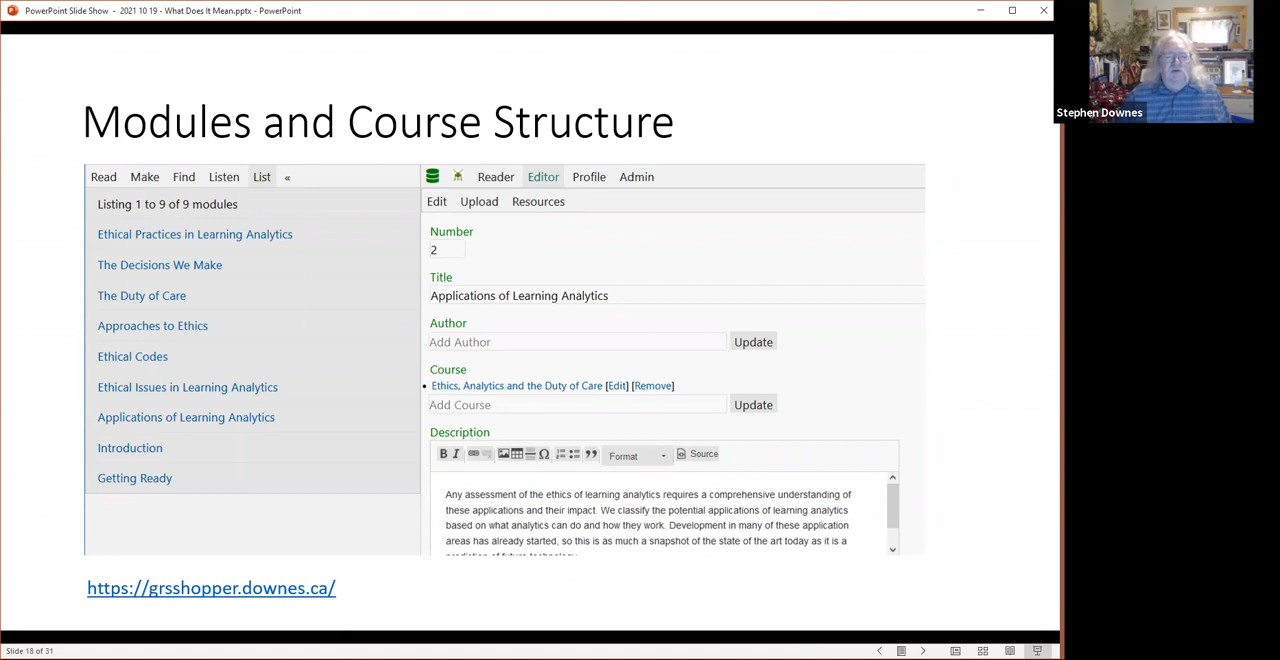 PowerPoint Slide Show - 2021 10 19 - What Does It Mean.pptx - PowerPoint
Stephen Downes
Modules and Course Structure
Read Make Find Listen List «
Listing 1 to 9 of 9 modules
Ethical Practices in Learning Analytics
The Decisions We Make
The Duty of Care
Approaches to Ethics
Ethical Codes
Ethical Issues in Learning Analytics
Applications of Learning Analytics
Introduction
Getting Ready
Reader Editor Profile Admin
Edit Upload Resources
Number
2
Title
Applications of Learning Analytics
Author
Add Author Update
Course
• Ethics, Analytics and the Duty of Care [Edit] [Remove]
Add Course Update
Description
B I Ω Format Source
Any assessment of the ethics of learning analytics requires a comprehensive understanding of
these applications and their impact. We classify the potential applications of learning analytics
based on what analytics can do and how they work. Development in many of these application
areas has already started, so this is as much a snapshot of the state of the art today as it is a
prediction of future technology.
https://grsshopper.downes.ca/
Slide 18 of 31